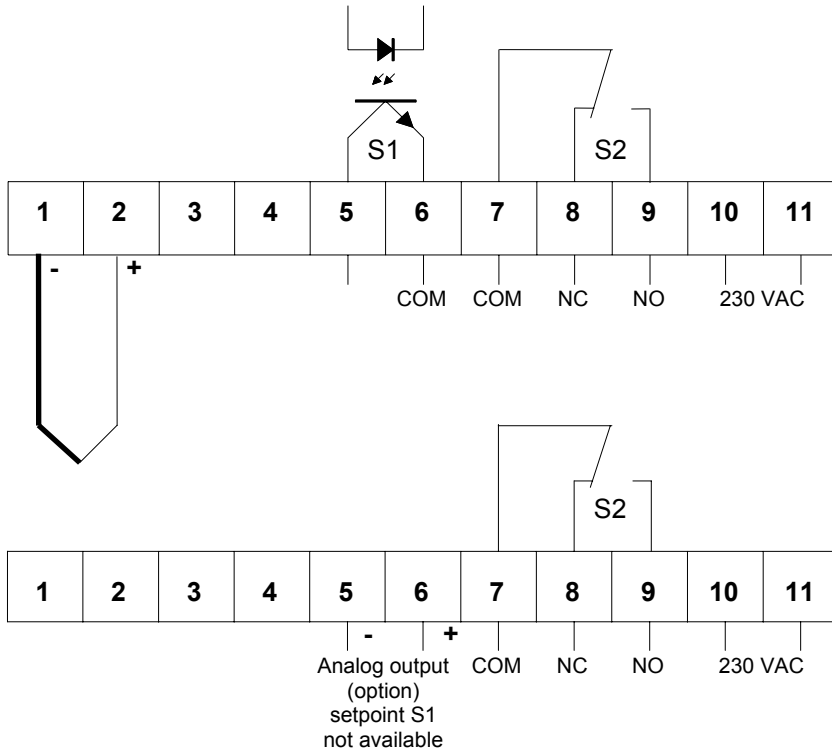 S1
S2
1 2 3 4 5 6 7 8 9 10 11
- +
COM COM NC NO 230 VAC
S2
1 2 3 4 5 6 7 8 9 10 11
- +
Analog output COM NC NO 230 VAC
(option)
setpoint S1
not available